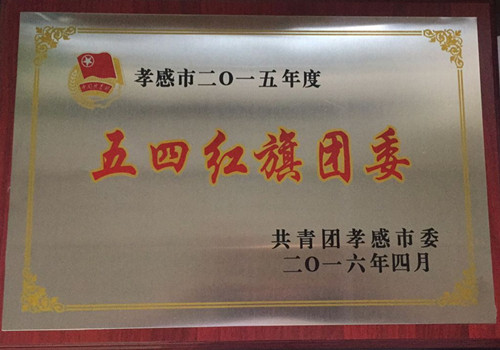 孝感市二〇一五年度
五四红旗团委
共青团孝感市委
二〇一六年四月